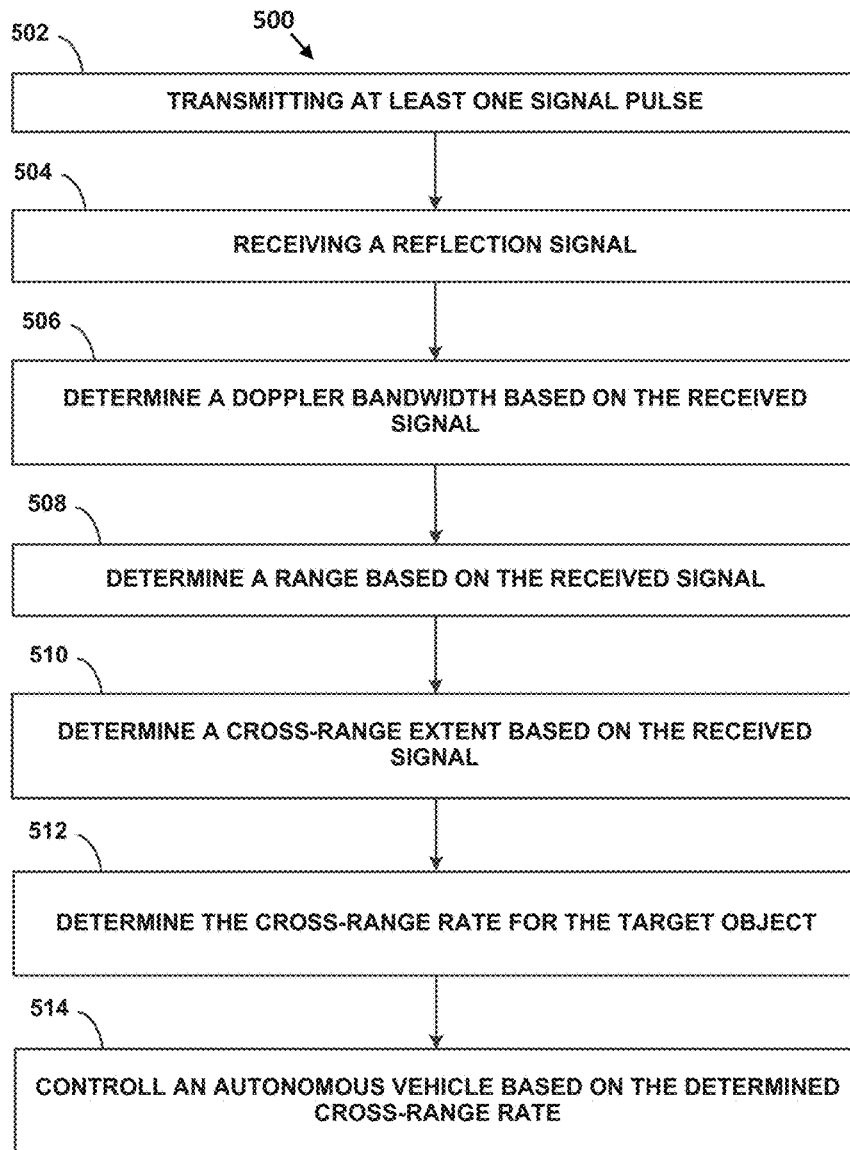 500
502
TRANSMITTING AT LEAST ONE SIGNAL PULSE
504
RECEIVING A REFLECTION SIGNAL
506
DETERMINE A DOPPLER BANDWIDTH BASED ON THE RECEIVED
SIGNAL
508
DETERMINE A RANGE BASED ON THE RECEIVED SIGNAL
510
DETERMINE A CROSS-RANGE EXTENT BASED ON THE RECEIVED
SIGNAL
512
DETERMINE THE CROSS-RANGE RATE FOR THE TARGET OBJECT
514
CONTROLL AN AUTONOMOUS VEHICLE BASED ON THE DETERMINED
CROSS-RANGE RATE